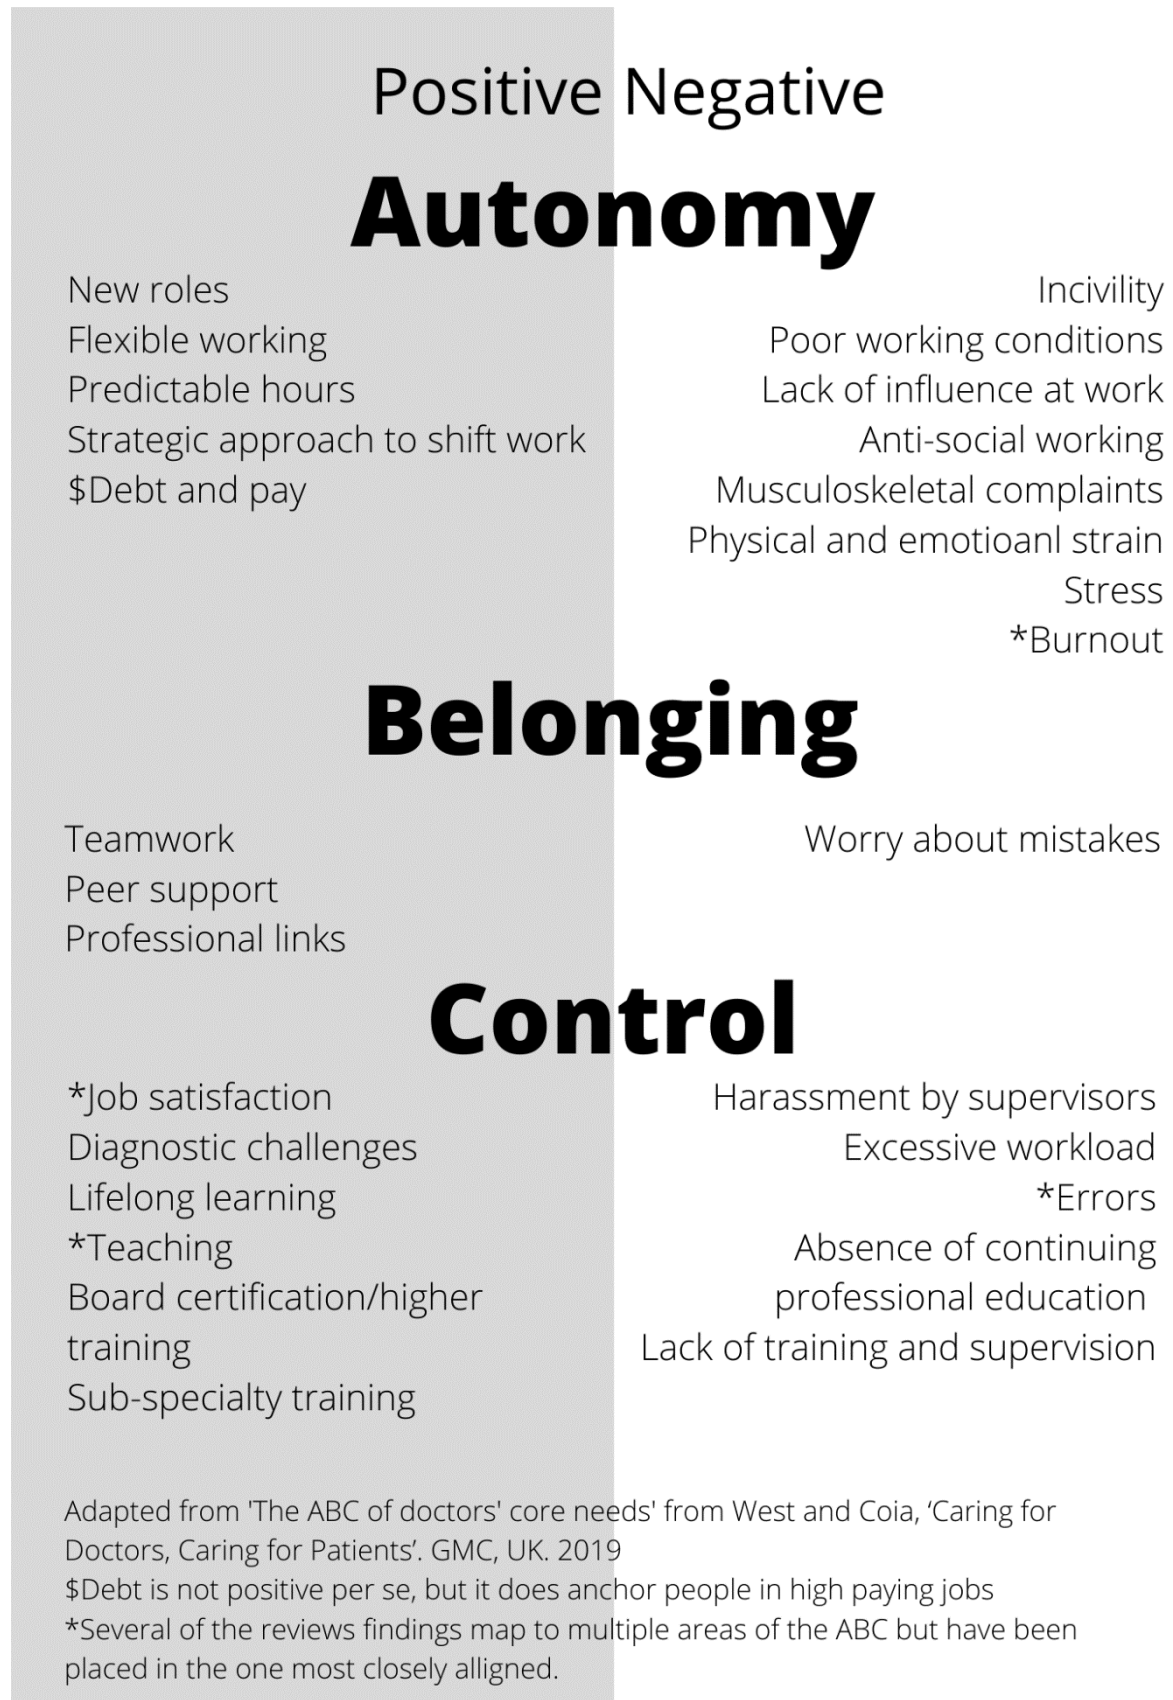 Positive Negative
Autonomy
New roles
Flexible working
Predictable hours
Strategic approach to shift work
$Debt and pay
Incivility
Poor working conditions
Lack of influence at work
Anti-social working
Musculoskeletal complaints
Physical and emotioanl strain
Stress
*Burnout
Belonging
Teamwork
Peer support
Professional links
Worry about mistakes
Control
*Job satisfaction
Diagnostic challenges
Lifelong learning
*Teaching
Board certification/higher
training
Sub-specialty training
Harassment by supervisors
Excessive workload
*Errors
Absence of continuing
professional education
Lack of training and supervision
Adapted from 'The ABC of doctors' core needs' from West and Coia, ‘Caring for
Doctors, Caring for Patients’. GMC, UK. 2019
$Debt is not positive per se, but it does anchor people in high paying jobs
*Several of the reviews findings map to multiple areas of the ABC but have been
placed in the one most closely alligned.